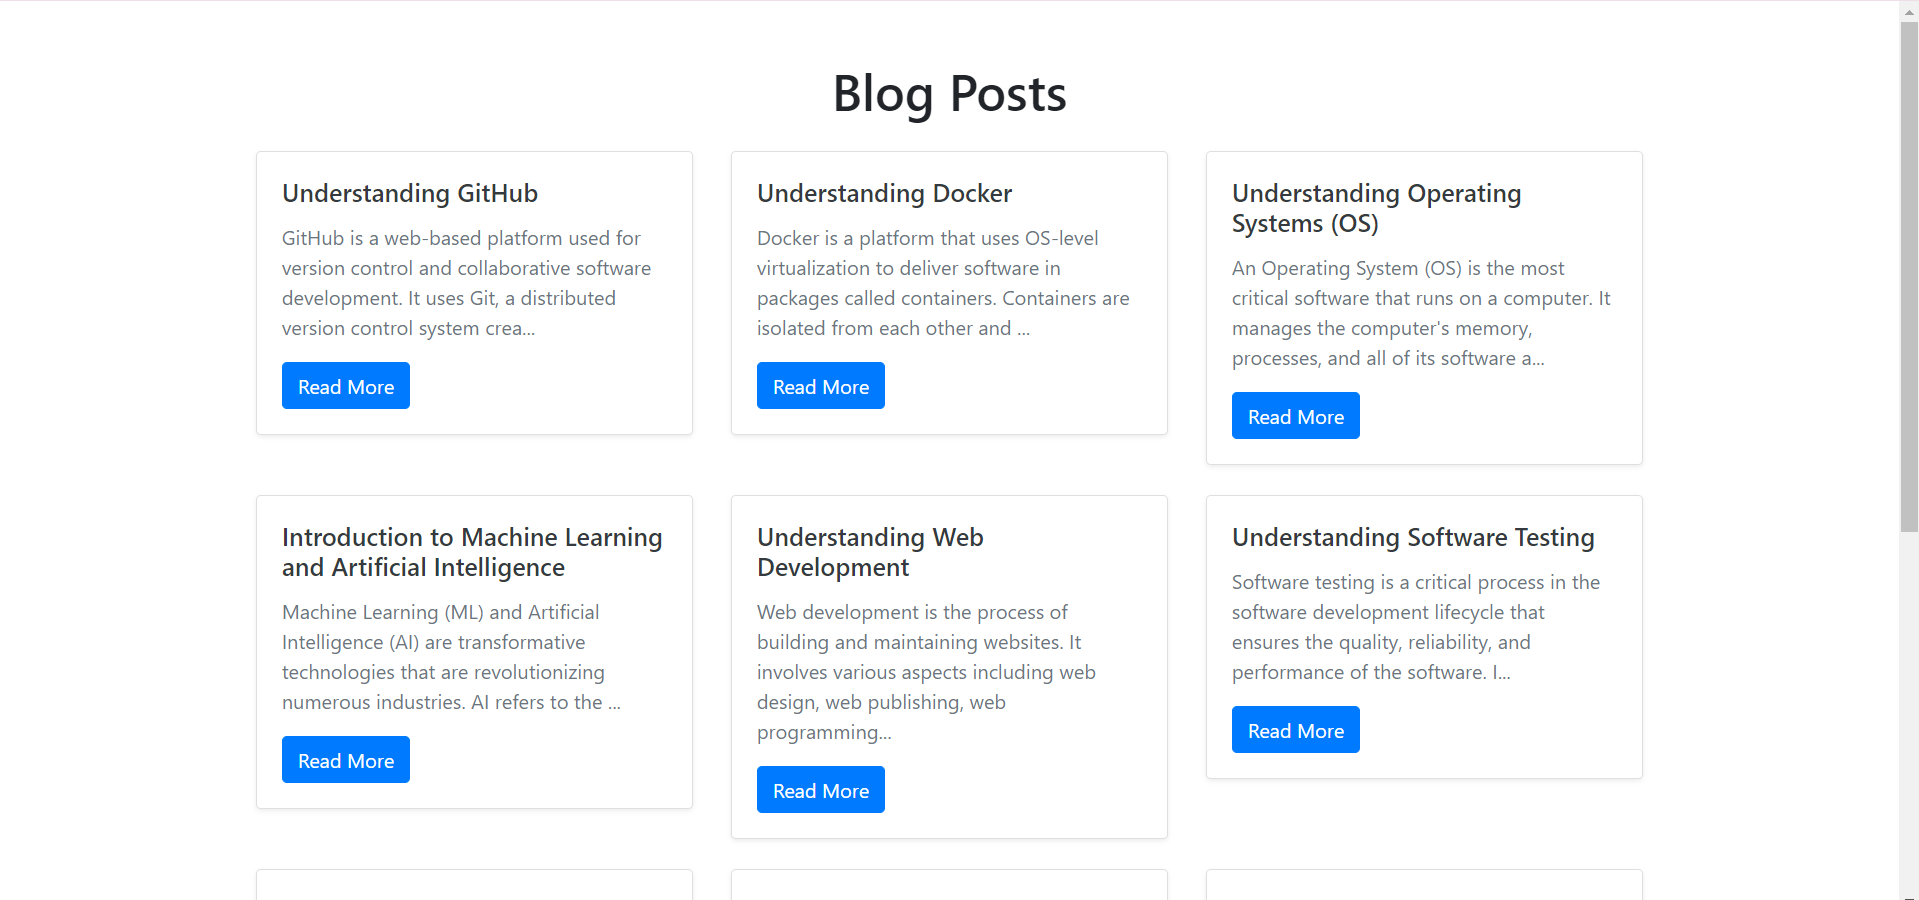 Blog Posts
Understanding GitHub
GitHub is a web-based platform used for
version control and collaborative software
development. It uses Git, a distributed
version control system crea...
Read More
Understanding Docker
Docker is a platform that uses OS-level
virtualization to deliver software in
packages called containers. Containers are
isolated from each other and ...
Read More
Understanding Operating
Systems (OS)
An Operating System (OS) is the most
critical software that runs on a computer. It
manages the computer's memory,
processes, and all of its software a...
Read More
Introduction to Machine Learning
and Artificial Intelligence
Machine Learning (ML) and Artificial
Intelligence (AI) are transformative
technologies that are revolutionizing
numerous industries. AI refers to the ...
Read More
Understanding Web
Development
Web development is the process of
building and maintaining websites. It
involves various aspects including web
design, web publishing, web
programming...
Read More
Understanding Software Testing
Software testing is a critical process in the
software development lifecycle that
ensures the quality, reliability, and
performance of the software. I...
Read More